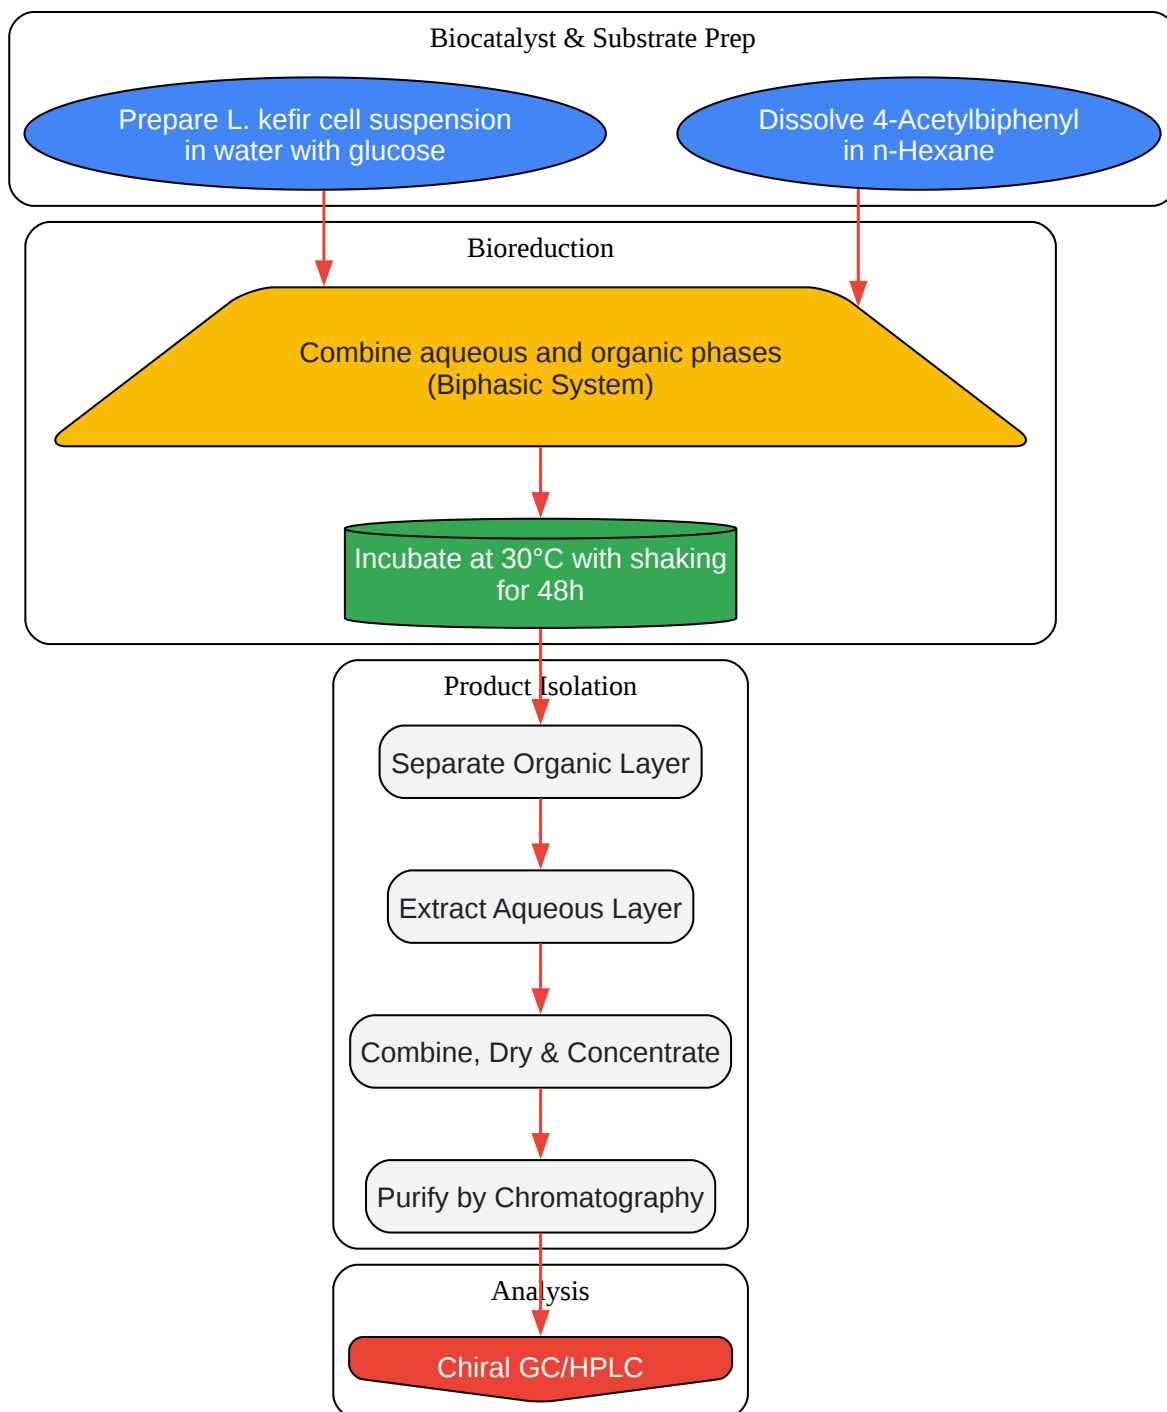 Biocatalyst & Substrate Prep
Prepare L. kefir cell suspension
in water with glucose
Dissolve 4-Acetylbiphenyl
in n-Hexane
Bioreduction
Combine aqueous and organic phases
(Biphasic System)
Incubate at 30°C with shaking
for 48h
Product Isolation
Separate Organic Layer
Extract Aqueous Layer
Combine, Dry & Concentrate
Purify by Chromatography
Analysis
Chiral GC/HPLC